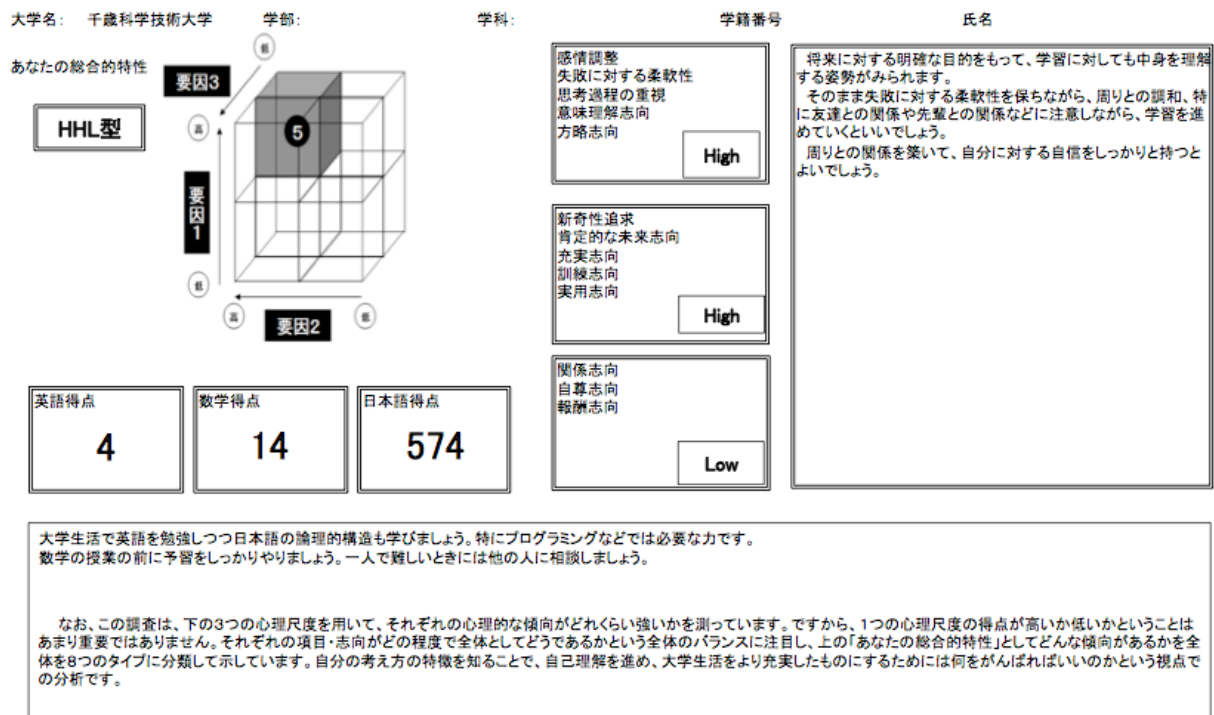 大学名: 千歳科学技術大学 学部: 学科: 学籍番号 氏名
あなたの総合的特性
HHL型
低
要因3
高
5
要因1
低
高
要因2
低
感情調整
失敗に対する柔軟性
思考過程の重視
意味理解志向
方略志向
High
新奇性追求
肯定的な未来志向
充実志向
訓練志向
実用志向
High
関係志向
自尊志向
報酬志向
Low
将来に対する明確な目的をもって、学習に対しても中身を理解
する姿勢がみられます。
そのまま失敗に対する柔軟性を保ちながら、周りとの調和、特
に友達との関係や先輩との関係などに注意しながら、学習を進
めていくといいでしょう。
周りとの関係を築いて、自分に対する自信をしっかりと持つと
よいでしょう。
英語得点
4
数学得点
14
日本語得点
574
大学生活で英語を勉強しつつ日本語の論理的構造も学びましょう。特にプログラミングなどでは必要な力です。
数学の授業の前に予習をしっかりやりましょう。一人で難しいときには他の人に相談しましょう。
なお、この調査は、下の3つの心理尺度を用いて、それぞれの心理的な傾向がどれくらい強いかを測っています。ですから、1つの心理尺度の得点が高いか低いかということは
あまり重要ではありません。それぞれの項目・志向がどの程度で全体としてどうであるかという全体のバランスに注目し、上の「あなたの総合的特性」としてどんな傾向があるかを全
体を8つのタイプに分類して示しています。自分の考え方の特徴を知ることで、自己理解を進め、大学生活をより充実したものにするためには何をがんばればいいのかという視点で
の分析です。